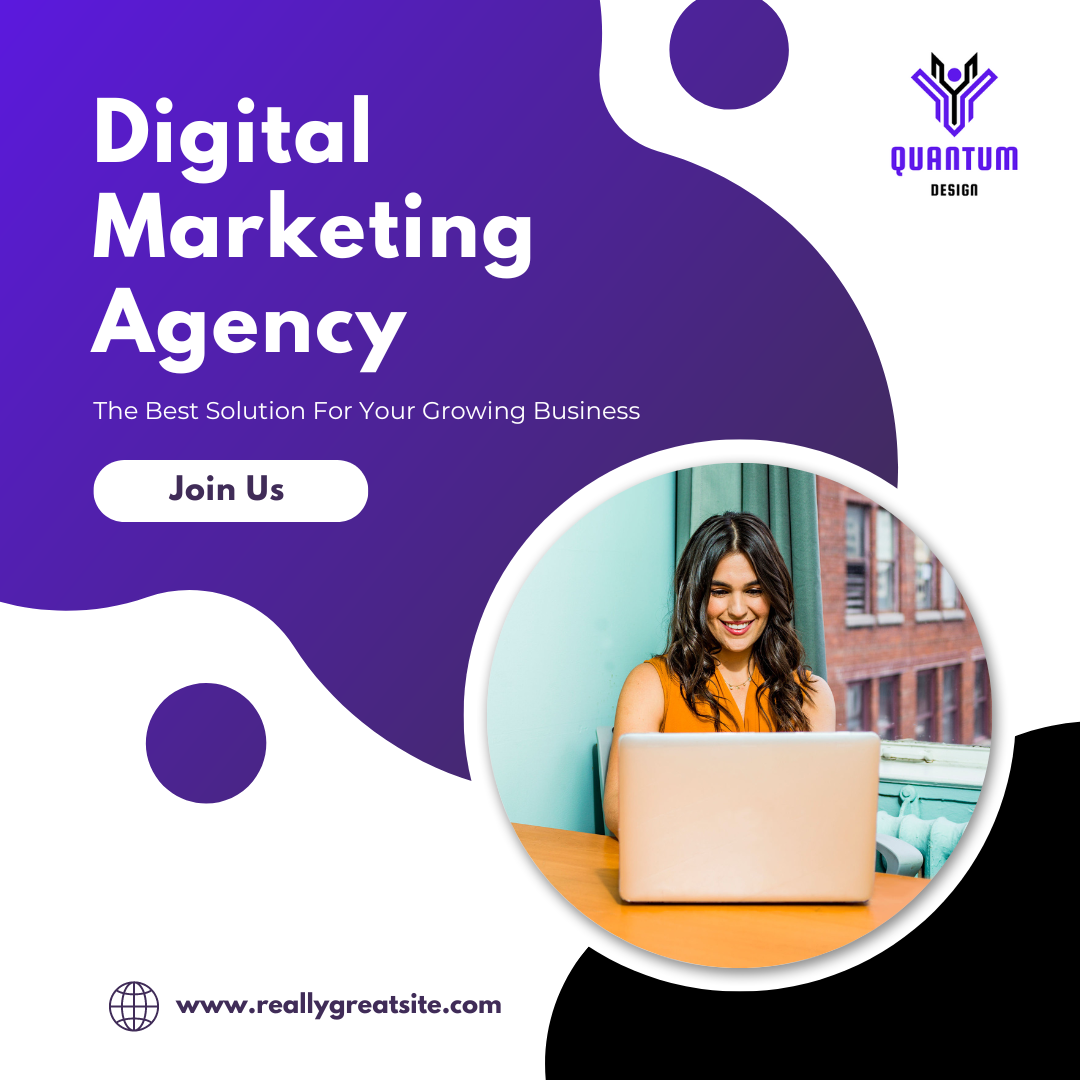 Digital
Marketing
Agency
The Best Solution For Your Growing Business
Join Us
QUANTUM
DESIGN
www.reallygreatsite.com